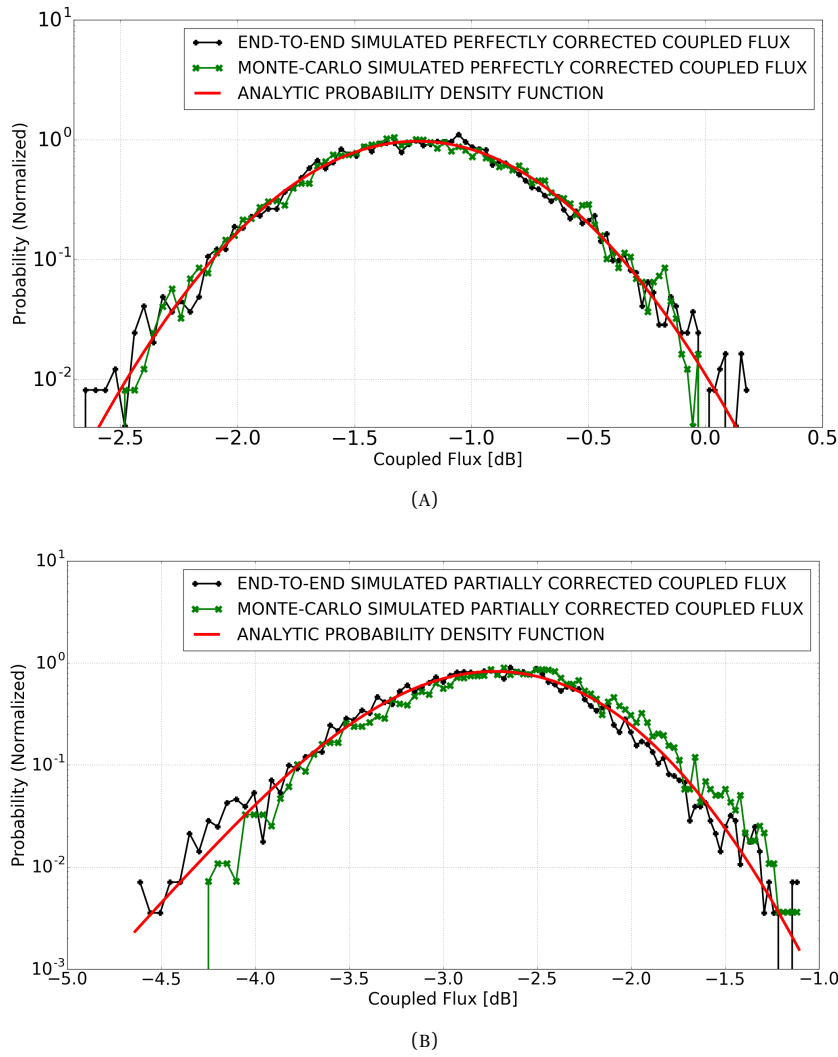 10^1
END-TO-END SIMULATED PERFECTLY CORRECTED COUPLED FLUX
MONTE-CARLO SIMULATED PERFECTLY CORRECTED COUPLED FLUX
ANALYTIC PROBABILITY DENSITY FUNCTION
10^0
10^-1
10^-2
Probability (Normalized)
−2.5 −2.0 −1.5 −1.0 −0.5 0.0 0.5
Coupled Flux [dB]
(A)
10^1
END-TO-END SIMULATED PARTIALLY CORRECTED COUPLED FLUX
MONTE-CARLO SIMULATED PARTIALLY CORRECTED COUPLED FLUX
ANALYTIC PROBABILITY DENSITY FUNCTION
10^0
10^-1
10^-2
10^-3
Probability (Normalized)
−5.0 −4.5 −4.0 −3.5 −3.0 −2.5 −2.0 −1.5 −1.0
Coupled Flux [dB]
(B)